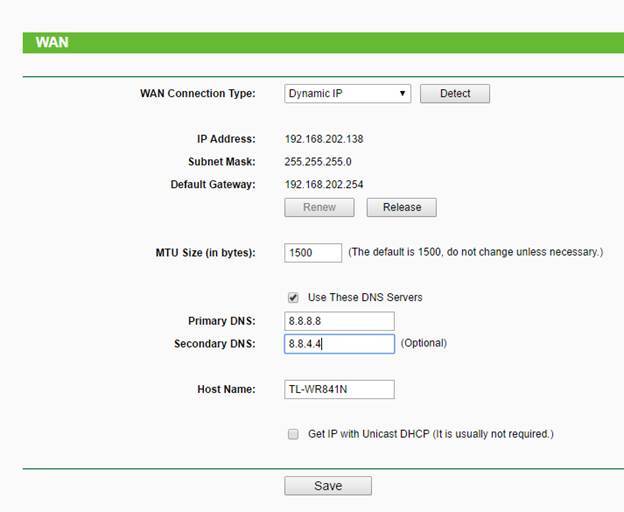 WAN
WAN Connection Type: Dynamic IP Detect
IP Address: 192.168.202.138
Subnet Mask: 255.255.255.0
Default Gateway: 192.168.202.254
Renew Release
MTU Size (in bytes): 1500 (The default is 1500, do not change unless necessary.)
Use These DNS Servers
Primary DNS: 8.8.8.8
Secondary DNS: 8.8.4.4 (Optional)
Host Name: TL-WR841N
Get IP with Unicast DHCP (It is usually not required.)
Save